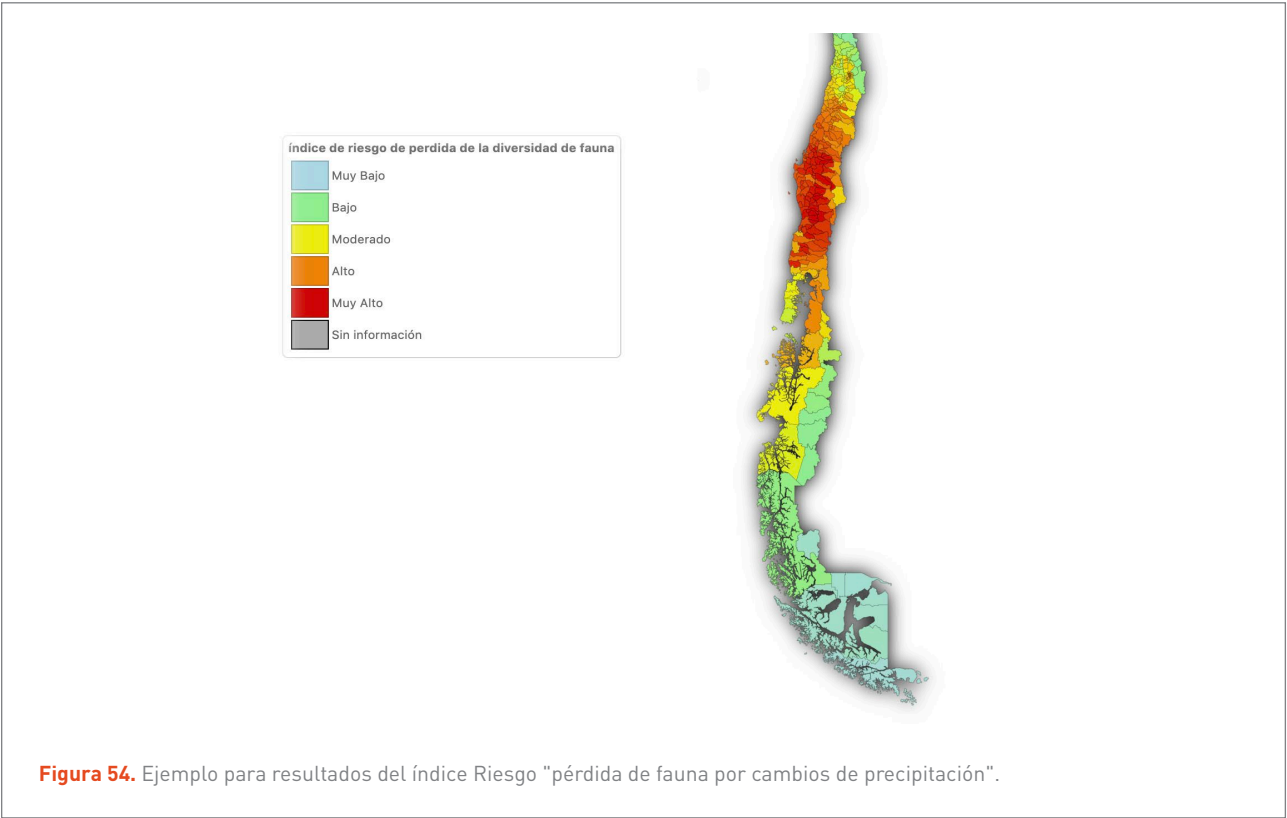 índice de riesgo de perdida de la diversidad de fauna
Muy Bajo
Bajo
Moderado
Alto
Muy Alto
Sin información
Figura 54. Ejemplo para resultados del índice Riesgo "pérdida de fauna por cambios de precipitación".